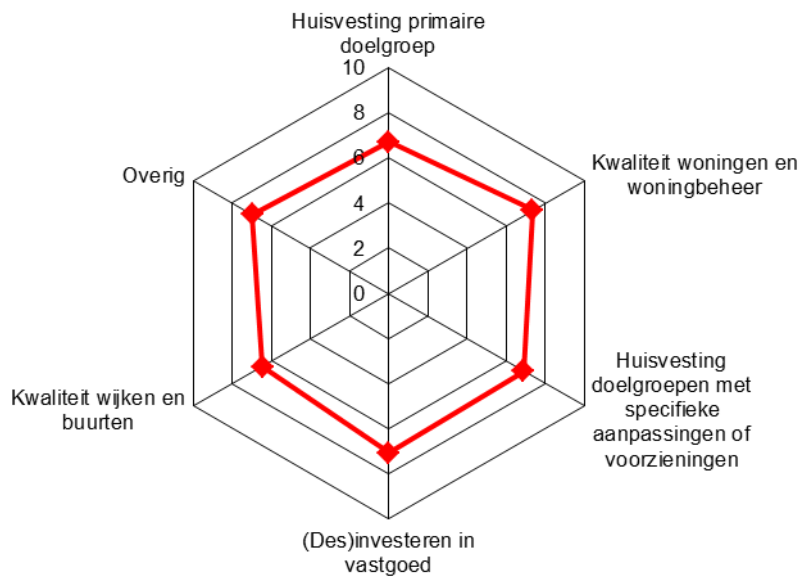 Huisvesting primaire
doelgroep
10
8
6
4
2
0
Kwaliteit woningen en
woningbeheer
Huisvesting
doelgroepen met
specifieke
aanpassingen of
voorzieningen
(Des)investeren in
vastgoed
Kwaliteit wijken en
buurten
Overig